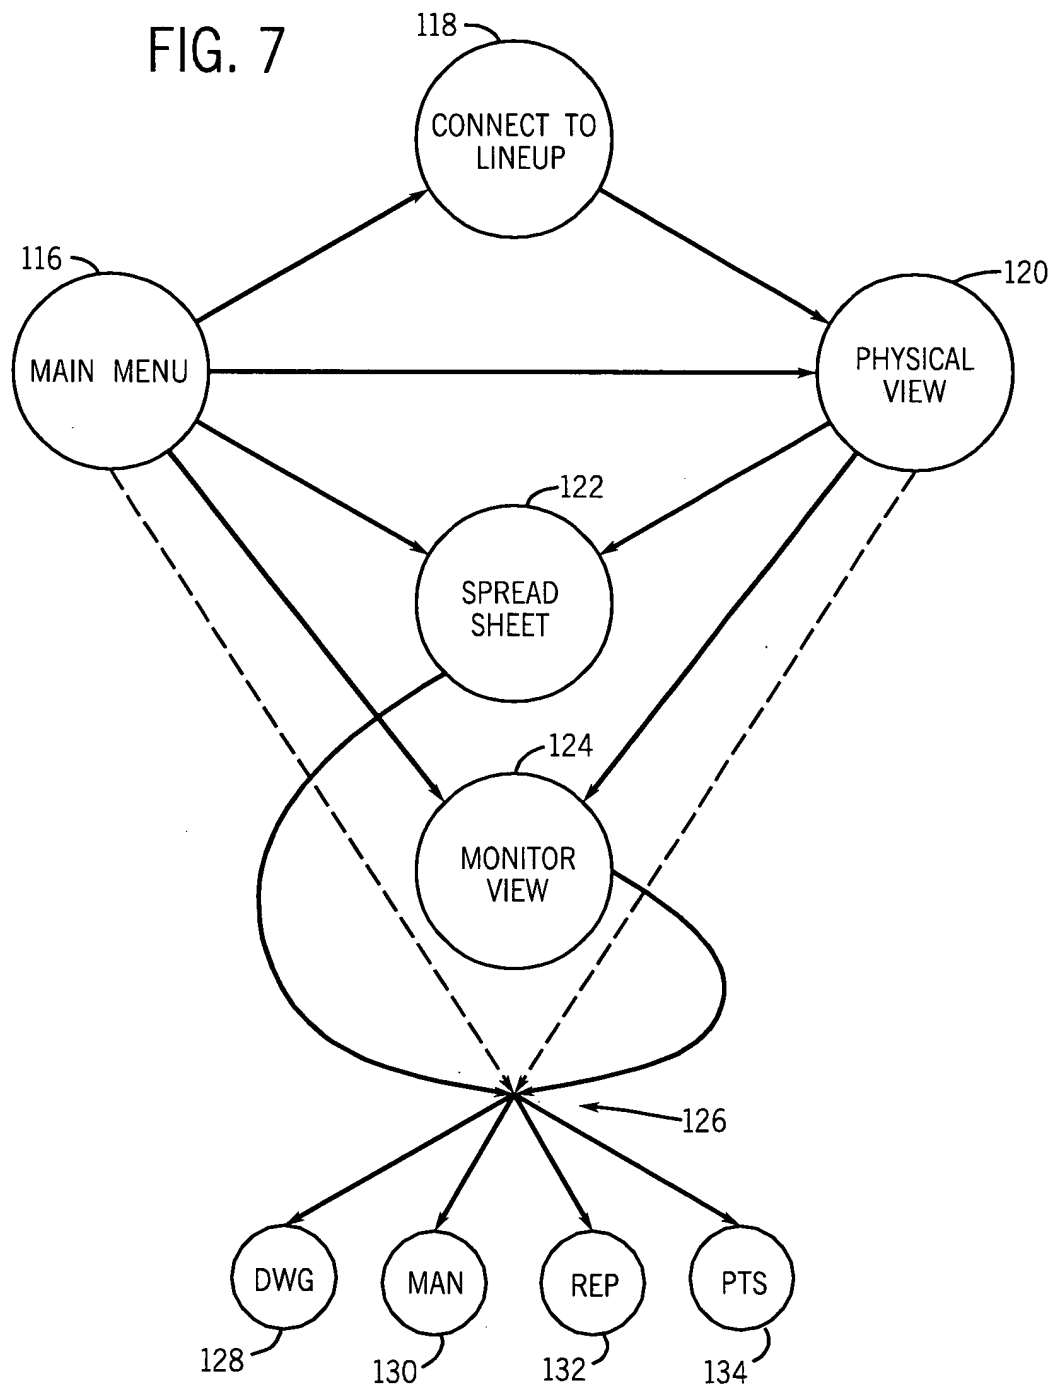 FIG. 7
118
CONNECT TO
LINEUP
116
MAIN MENU
120
PHYSICAL
VIEW
122
SPREAD
SHEET
124
MONITOR
VIEW
126
DWG
MAN
REP
PTS
128
130
132
134